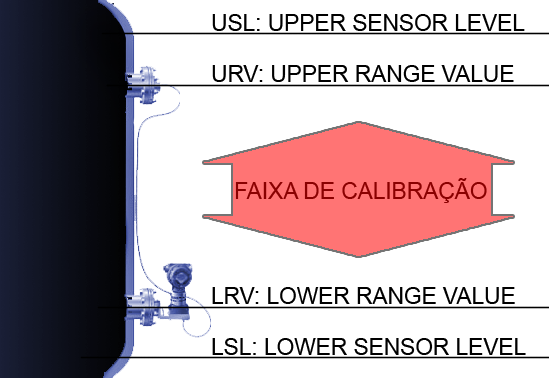 USL: UPPER SENSOR LEVEL
URV: UPPER RANGE VALUE
FAIXA DE CALIBRAÇÃO
LRV: LOWER RANGE VALUE
LSL: LOWER SENSOR LEVEL